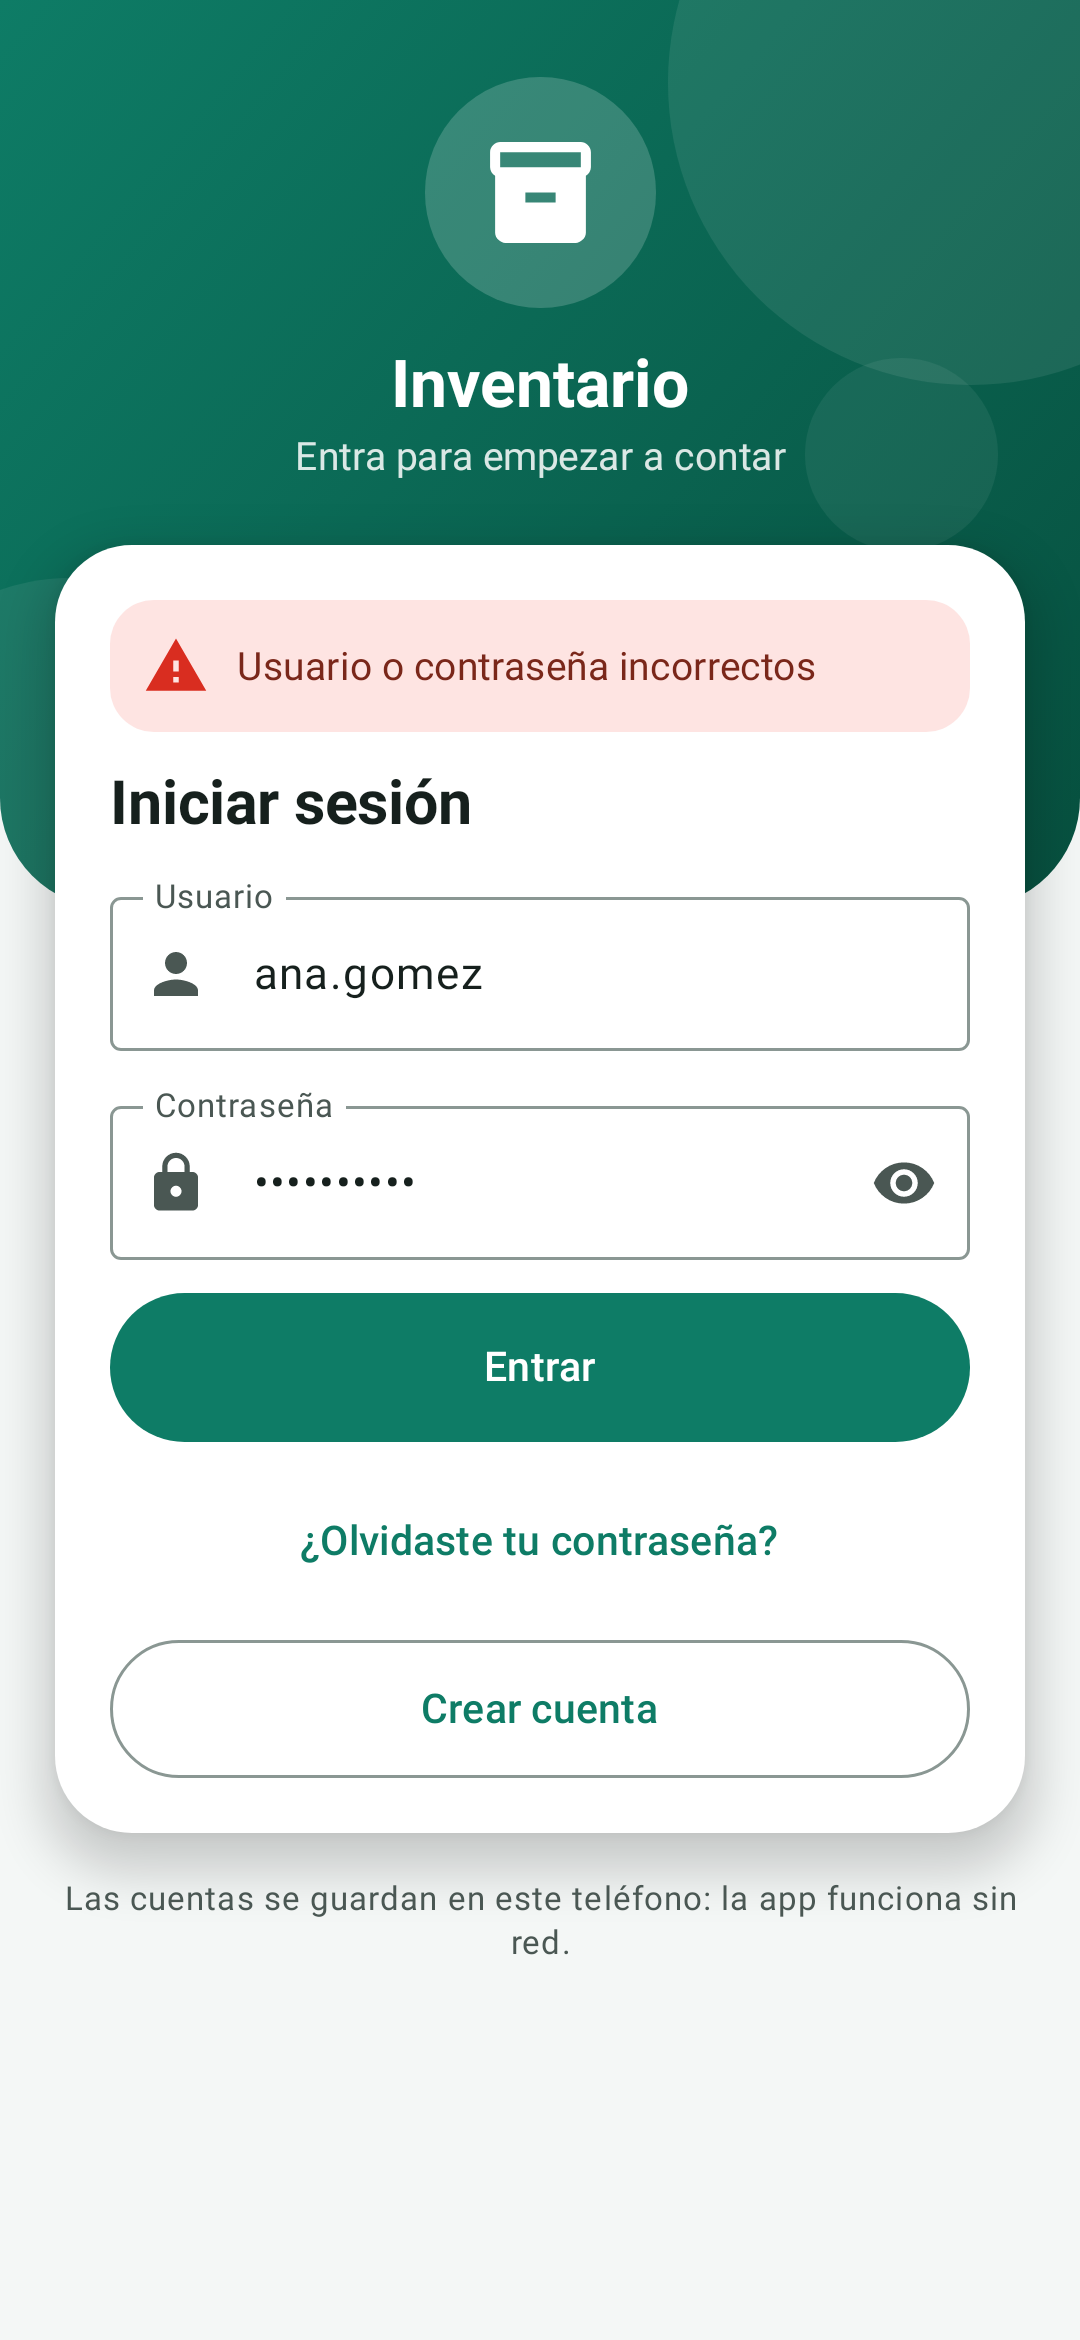 Inventario
Entra para empezar a contar
Usuario o contraseña incorrectos
Iniciar sesión
Usuario
ana.gomez
Contraseña
••••••••••
Entrar
¿Olvidaste tu contraseña?
Crear cuenta
Las cuentas se guardan en este teléfono: la app funciona sin
red.